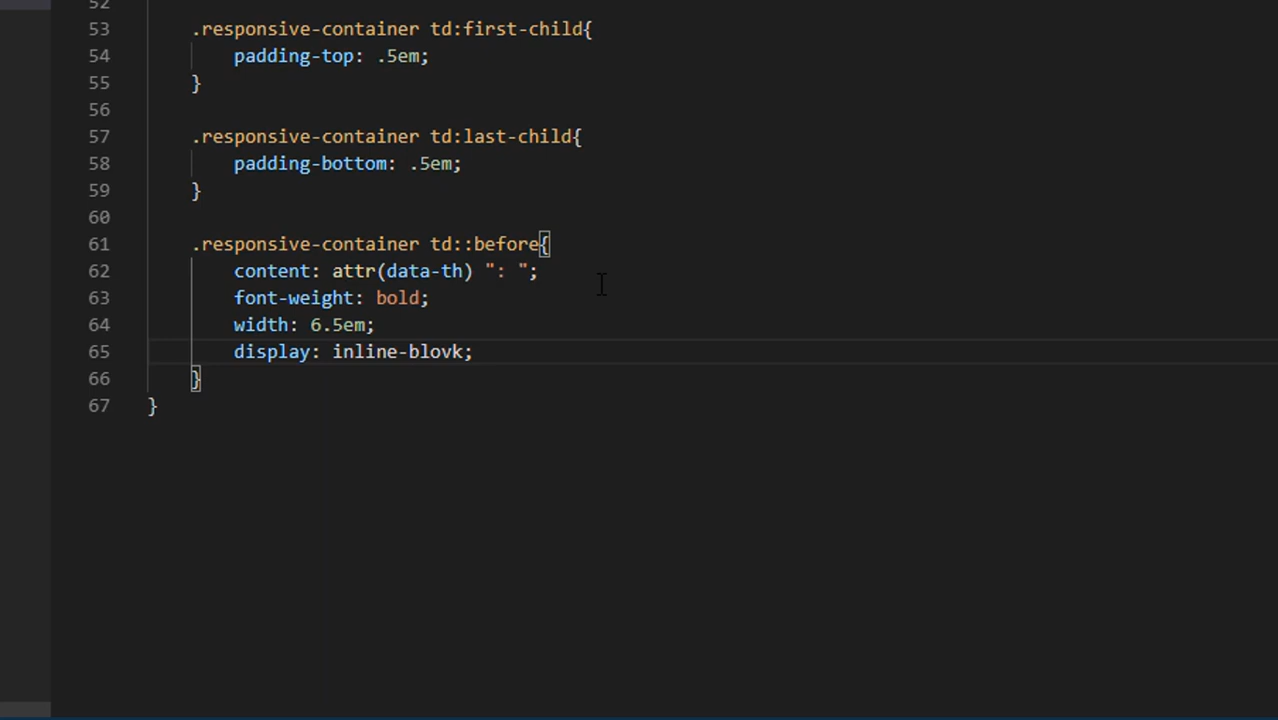 52
53 .responsive-container td:first-child{
54 padding-top: .5em;
55 }
56
57 .responsive-container td:last-child{
58 padding-bottom: .5em;
59 }
60
61 .responsive-container td::before{
62 content: attr(data-th) ": ";
63 font-weight: bold;
64 width: 6.5em;
65 display: inline-blovk;
66 }
67 }